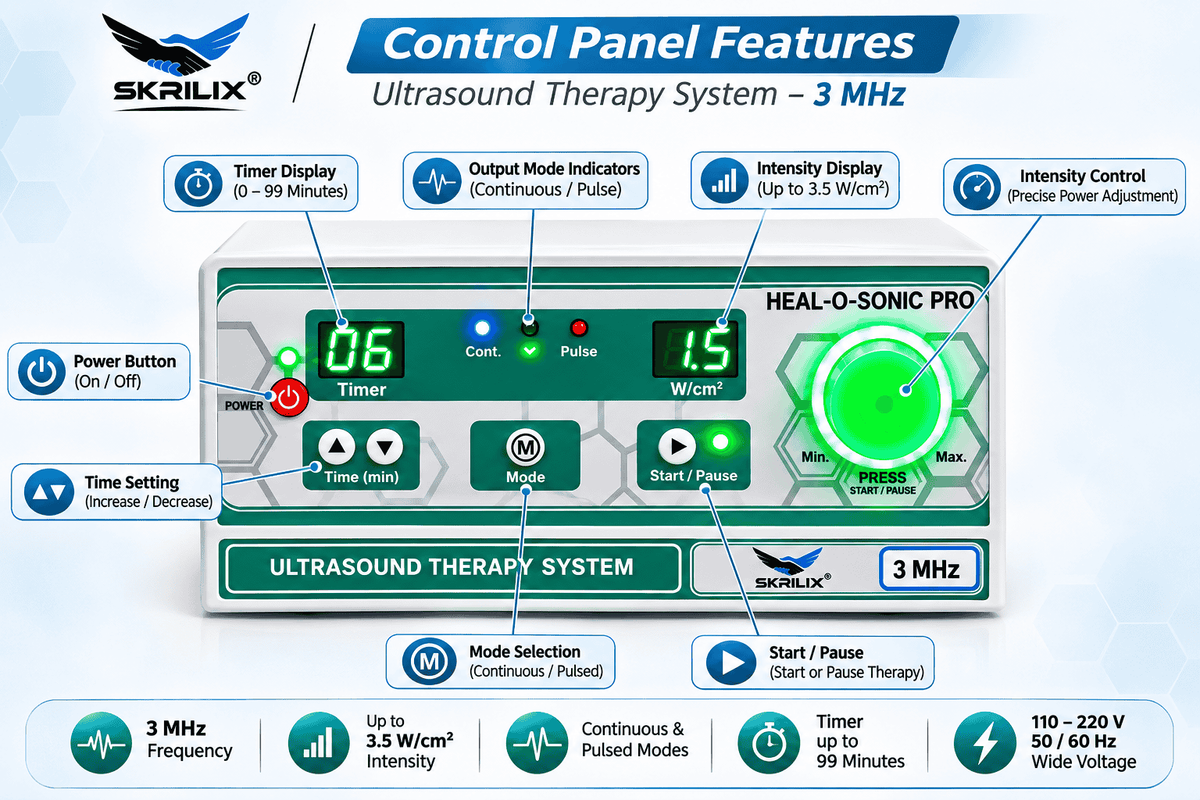 SKRILIX®
Control Panel Features
Ultrasound Therapy System – 3 MHz
Timer Display
(0 – 99 Minutes)
Output Mode Indicators
(Continuous / Pulse)
Intensity Display
(Up to 3.5 W/cm²)
Intensity Control
(Precise Power Adjustment)
HEAL-O-SONIC PRO
06
Timer
Cont.
Pulse
1.5
W/cm²
Power Button
(On / Off)
POWER
Time Setting
(Increase / Decrease)
Time (min)
M
Mode
Start / Pause
Min.
Max.
PRESS
START / PAUSE
ULTRASOUND THERAPY SYSTEM
SKRILIX®
3 MHz
M
Mode Selection
(Continuous / Pulsed)
Start / Pause
(Start or Pause Therapy)
3 MHz
Frequency
Up to
3.5 W/cm²
Intensity
Continuous &
Pulsed Modes
Timer
up to
99 Minutes
110 – 220 V
50 / 60 Hz
Wide Voltage